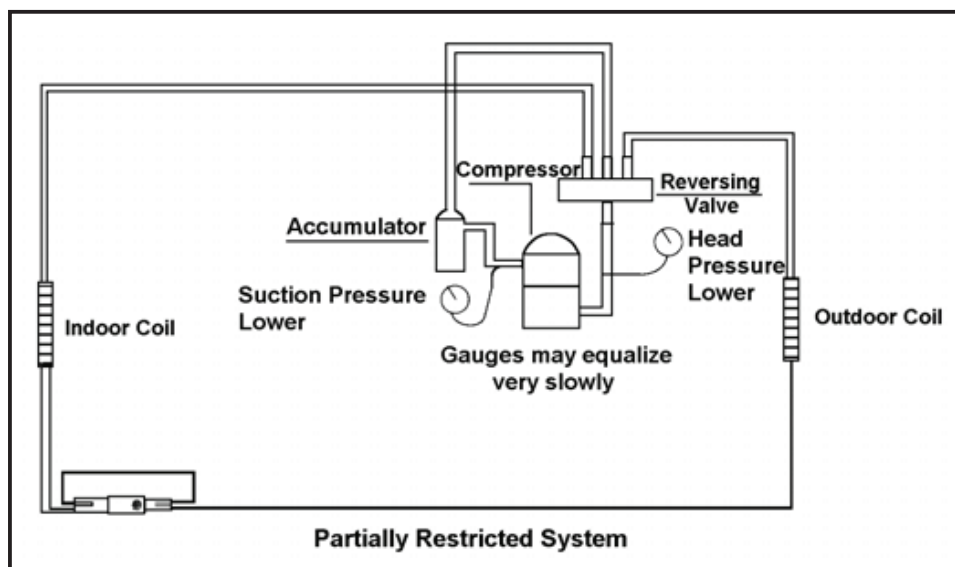 Compressor
Reversing
Valve
Accumulator
Head
Pressure
Lower
Suction Pressure
Lower
Indoor Coil
Outdoor Coil
Gauges may equalize
very slowly
Partially Restricted System